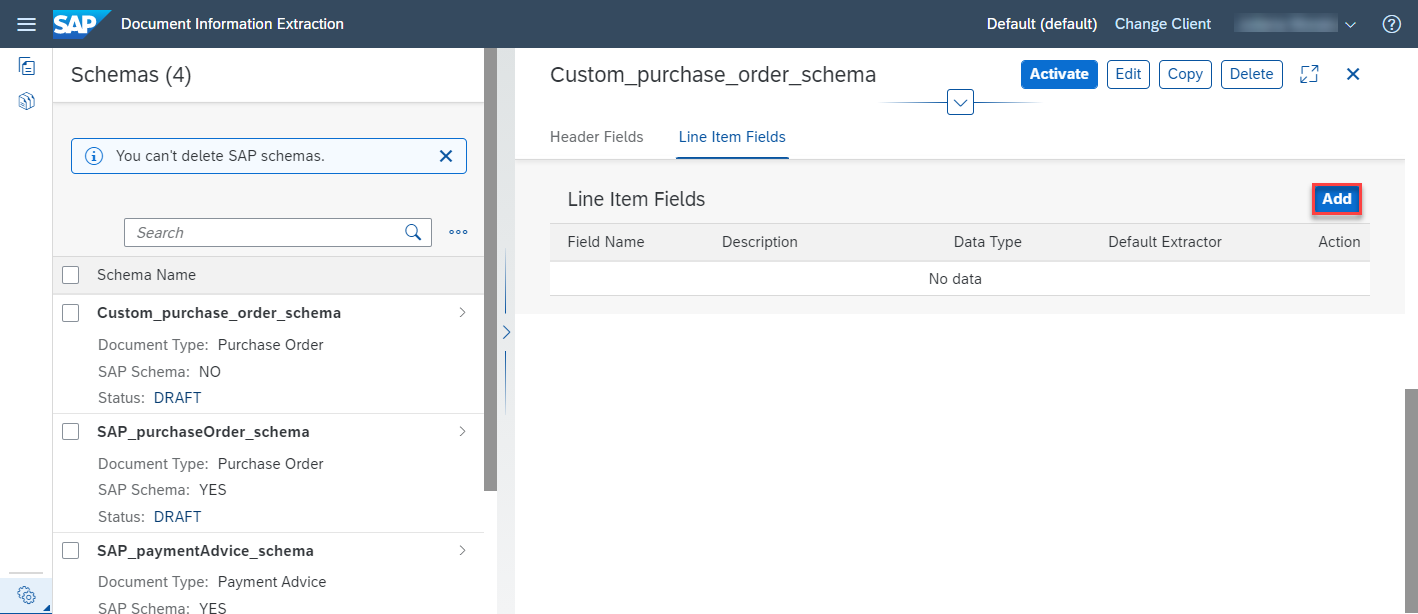 SAP Document Information Extraction
Default (default) Change Client
Schemas (4)
You can't delete SAP schemas.
Search
Schema Name
Custom_purchase_order_schema
Document Type: Purchase Order
SAP Schema: NO
Status: DRAFT
SAP_purchaseOrder_schema
Document Type: Purchase Order
SAP Schema: YES
Status: DRAFT
SAP_paymentAdvice_schema
Document Type: Payment Advice
SAP Schema: YES
Custom_purchase_order_schema
Activate Edit Copy Delete
Header Fields Line Item Fields
Line Item Fields Add
Field Name Description Data Type Default Extractor Action
No data